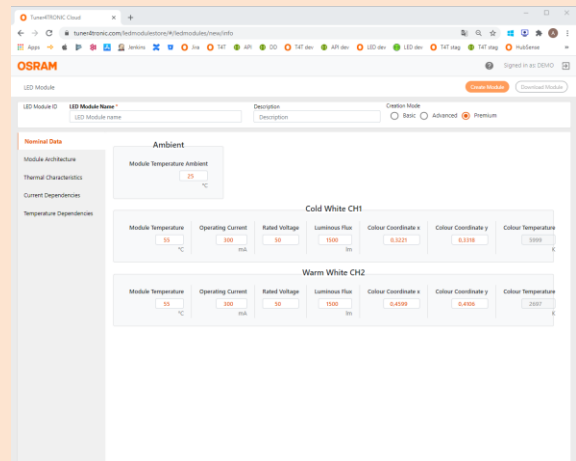 Tuner4TRONIC Cloud
tuner4tronic.com/ledmodulestore/#/ledmodules/new/info
Apps Jenkins Jira T4T API DD T4T dev API dev LED dev LED dev T4T stag T4T stag HubSense
OSRAM Signed in as: DEMO
LED Module Create Module Download Module
LED Module ID LED Module Name * Description Creation Mode
LED Module name Description Basic Advanced Premium
Nominal Data
Module Architecture
Thermal Characteristics
Current Dependencies
Temperature Dependencies
Ambient
Module Temperature Ambient
25
°C
Cold White CH1
Module Temperature Operating Current Rated Voltage Luminous Flux Colour Coordinate x Colour Coordinate y Colour Temperature
55 300 50 1500 0.3221 0.3318 5999
°C mA lm K
Warm White CH2
Module Temperature Operating Current Rated Voltage Luminous Flux Colour Coordinate x Colour Coordinate y Colour Temperature
55 300 50 1500 0.4599 0.4106 2697
°C mA lm K